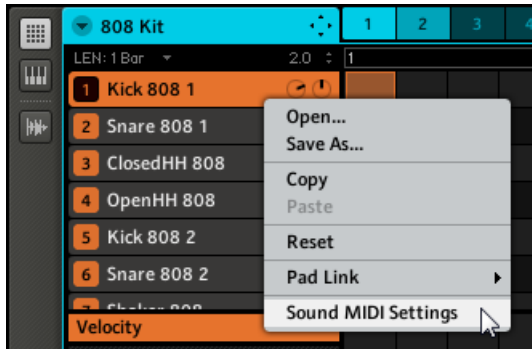 808 Kit 1 2 3 4
LEN: 1 Bar 2.0 1
1 Kick 808 1
2 Snare 808 1
3 ClosedHH 808
4 OpenHH 808
5 Kick 808 2
6 Snare 808 2
Velocity
Open...
Save As...
Copy
Paste
Reset
Pad Link
Sound MIDI Settings